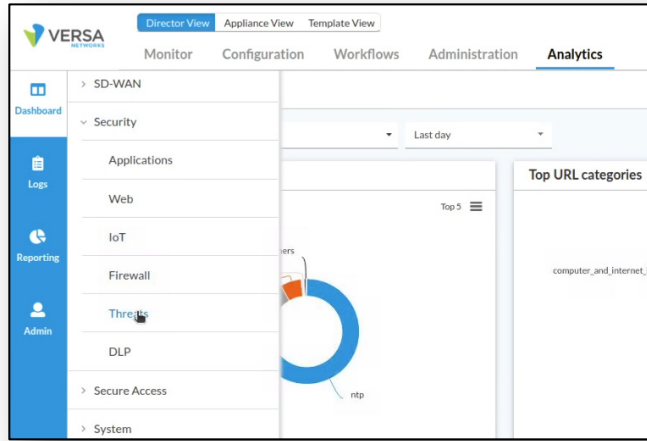 VERSA
NETWORKS
Director View Appliance View Template View
Monitor Configuration Workflows Administration Analytics
Dashboard
Logs
Reporting
Admin
SD-WAN
Security
Applications
Web
IoT
Firewall
Threats
DLP
Secure Access
System
Last day
Top 5
ers
ntp
Top URL categories
computer_and_internet_